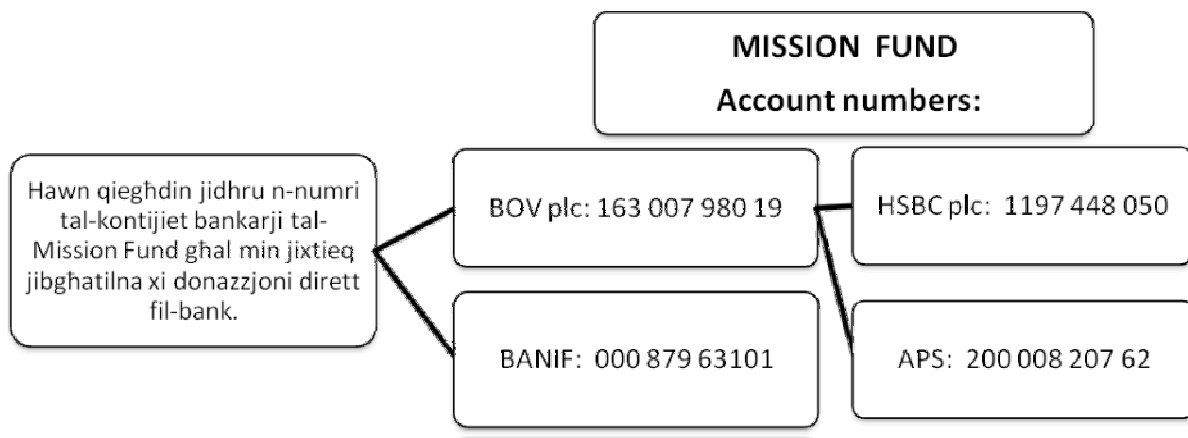 MISSION FUND
Account numbers:
Hawn qiegħdin jidhru n-numri
tal-kontijiet bankarji tal-
Mission Fund għal min jixtieq
jibgħatilna xi donazzjoni dirett
fil-bank.
BOV plc: 163 007 980 19
HSBC plc: 1197 448 050
BANiF: 000 879 63101
APS: 200 008 207 62